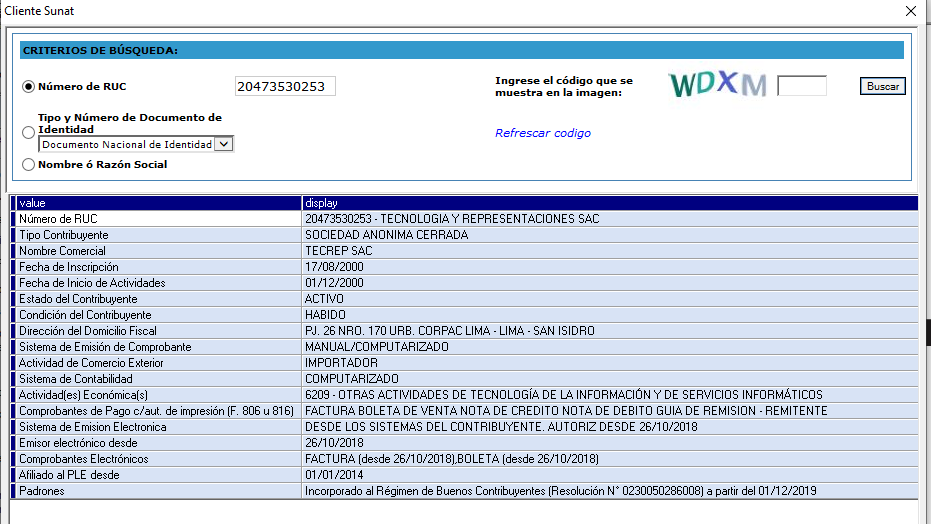 Cliente Sunat
CRITERIOS DE BÚSQUEDA:
Número de RUC 20473530253
Ingrese el código que se
muestra en la imagen:
WDXM
Buscar
Tipo y Número de Documento de
Identidad
Documento Nacional de Identidad
Refrescar codigo
Nombre ó Razón Social
value display
Número de RUC 20473530253 - TECNOLOGIA Y REPRESENTACIONES SAC
Tipo Contribuyente SOCIEDAD ANONIMA CERRADA
Nombre Comercial TECREP SAC
Fecha de Inscripción 17/08/2000
Fecha de Inicio de Actividades 01/12/2000
Estado del Contribuyente ACTIVO
Condición del Contribuyente HABIDO
Dirección del Domicilio Fiscal PJ. 26 NRO. 170 URB. CORPAC LIMA - LIMA - SAN ISIDRO
Sistema de Emisión de Comprobante MANUAL/COMPUTARIZADO
Actividad de Comercio Exterior IMPORTADOR
Sistema de Contabilidad COMPUTARIZADO
Actividad(es) Económica(s) 6209 - OTRAS ACTIVIDADES DE TECNOLOGÍA DE LA INFORMACIÓN Y DE SERVICIOS INFORMÁTICOS
Comprobantes de Pago c/aut. de impresión (F. 806 u 816) FACTURA BOLETA DE VENTA NOTA DE CREDITO NOTA DE DEBITO GUIA DE REMISION - REMITENTE
Sistema de Emision Electronica DESDE LOS SISTEMAS DEL CONTRIBUYENTE. AUTORIZ DESDE 26/10/2018
Emisor electrónico desde 26/10/2018
Comprobantes Electrónicos FACTURA (desde 26/10/2018),BOLETA (desde 26/10/2018)
Afiliado al PLE desde 01/01/2014
Padrones Incorporado al Régimen de Buenos Contribuyentes (Resolución N° 0230050286008) a partir del 01/12/2019